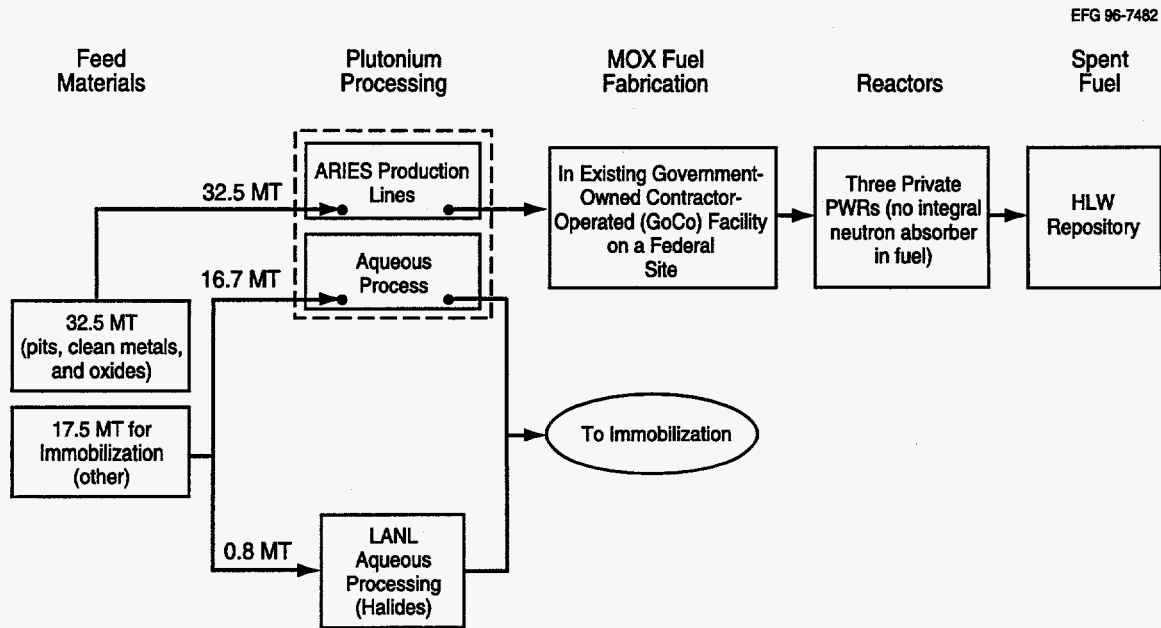 EFG 96-7482
Feed
Materials
Plutonium
Processing
MOX Fuel
Fabrication
Reactors
Spent
Fuel
ARIES Production
Lines
32.5 MT
In Existing Government-
Owned Contractor-
Operated (GoCo) Facility
on a Federal
Site
Three Private
PWRs (no integral
neutron absorber
in fuel)
HLW
Repository
Aqueous
Process
16.7 MT
32.5 MT
(pits, clean metals,
and oxides)
17.5 MT for
Immobilization
(other)
To Immobilization
0.8 MT
LANL
Aqueous
Processing
(Halides)